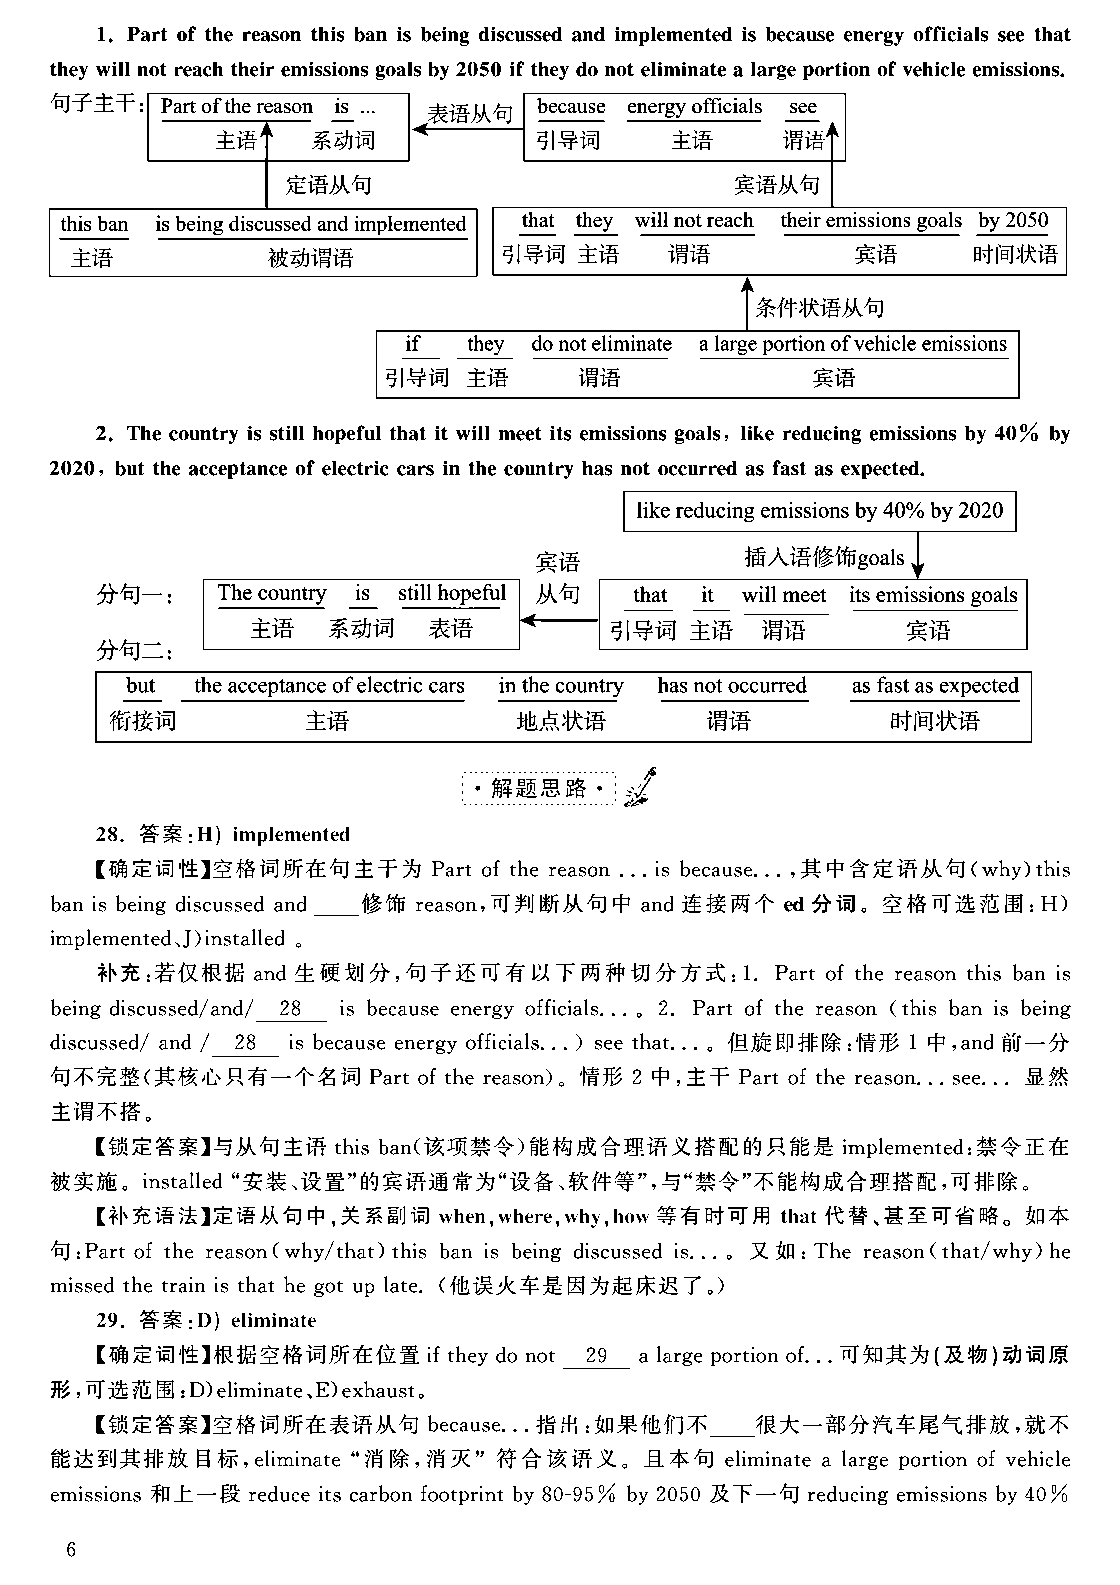 1. Part of the reason this ban is being discussed and implemented is because energy officials see that
they will not reach their emissions goals by 2050 if they do not eliminate a large portion of vehicle emissions.
句子主干: Part of the reason is ... 表语从句 because energy officials see
主语 系动词 引导词 主语 谓语
定语从句 宾语从句
this ban is being discussed and implemented that they will not reach their emissions goals by 2050
主语 被动谓语 引导词 主语 谓语 宾语 时间状语
条件状语从句
if they do not eliminate a large portion of vehicle emissions
引导词 主语 谓语 宾语
2. The country is still hopeful that it will meet its emissions goals, like reducing emissions by 40% by
2020, but the acceptance of electric cars in the country has not occurred as fast as expected.
like reducing emissions by 40% by 2020
宾语 插入语修饰goals
分句一: The country is still hopeful 从句 that it will meet its emissions goals
主语 系动词 表语 引导词 主语 谓语 宾语
分句二:
but the acceptance of electric cars in the country has not occurred as fast as expected
衔接词 主语 地点状语 谓语 时间状语
·解题思路·
28. 答案:H) implemented
【确定词性】空格词所在句主干为 Part of the reason ... is because...,其中含定语从句(why)this
ban is being discussed and ____修饰 reason,可判断从句中 and 连接两个 ed 分词。空格可选范围:H)
implemented、J)installed 。
补充:若仅根据 and 生硬划分,句子还可有以下两种切分方式:1. Part of the reason this ban is
being discussed/and/ 28 is because energy officials...。2. Part of the reason (this ban is being
discussed/ and / 28 is because energy officials...) see that...。但旋即排除:情形 1 中,and 前一分
句不完整(其核心只有一个名词 Part of the reason)。情形 2 中,主干 Part of the reason... see... 显然
主谓不搭。
【锁定答案】与从句主语 this ban(该项禁令)能构成合理语义搭配的只能是 implemented:禁令正在
被实施。installed “安装、设置”的宾语通常为“设备、软件等”,与“禁令”不能构成合理搭配,可排除。
【补充语法】定语从句中,关系副词 when,where,why,how 等有时可用 that 代替、甚至可省略。如本
句:Part of the reason(why/that)this ban is being discussed is...。又如:The reason(that/why)he
missed the train is that he got up late.(他误火车是因为起床迟了。)
29. 答案:D) eliminate
【确定词性】根据空格词所在位置 if they do not 29 a large portion of...可知其为(及物)动词原
形,可选范围:D)eliminate、E)exhaust。
【锁定答案】空格词所在表语从句 because...指出:如果他们不____很大一部分汽车尾气排放,就不
能达到其排放目标,eliminate “消除,消灭” 符合该语义。且本句 eliminate a large portion of vehicle
emissions 和上一段 reduce its carbon footprint by 80-95% by 2050 及下一句 reducing emissions by 40%
6